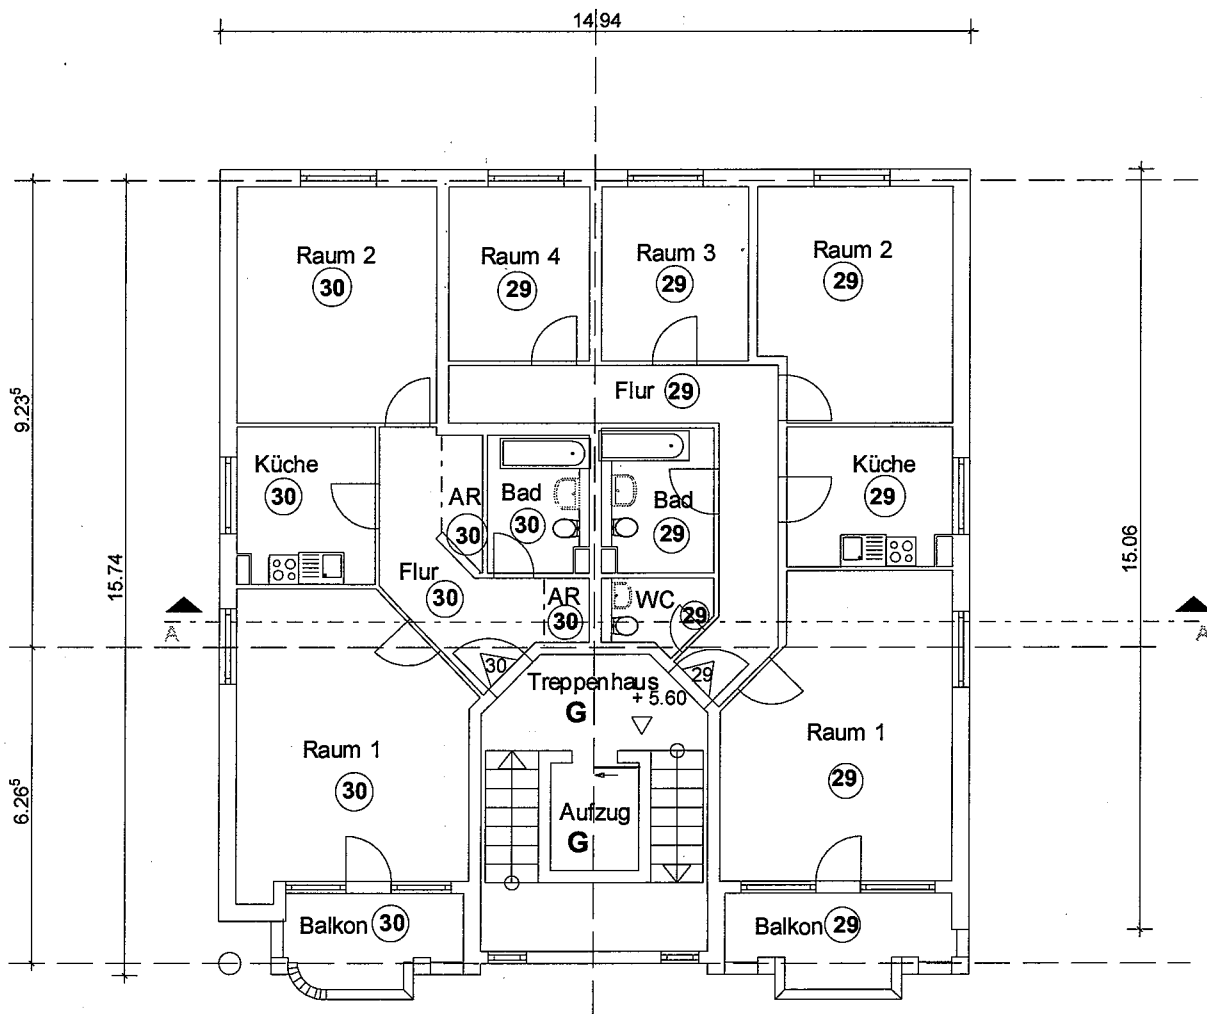 14.94
Raum 2
30
Raum 4
29
Raum 3
29
Raum 2
29
Flur 29
9.23⁵
15.74
6.26⁵
15.06
Küche
30
AR
30
Bad
30
Bad
29
Küche
29
Flur
30
AR
30
WC
29
A
A
30
29
Treppenhaus
+ 5.60
G
Raum 1
30
Raum 1
29
Aufzug
G
Balkon 30
Balkon 29